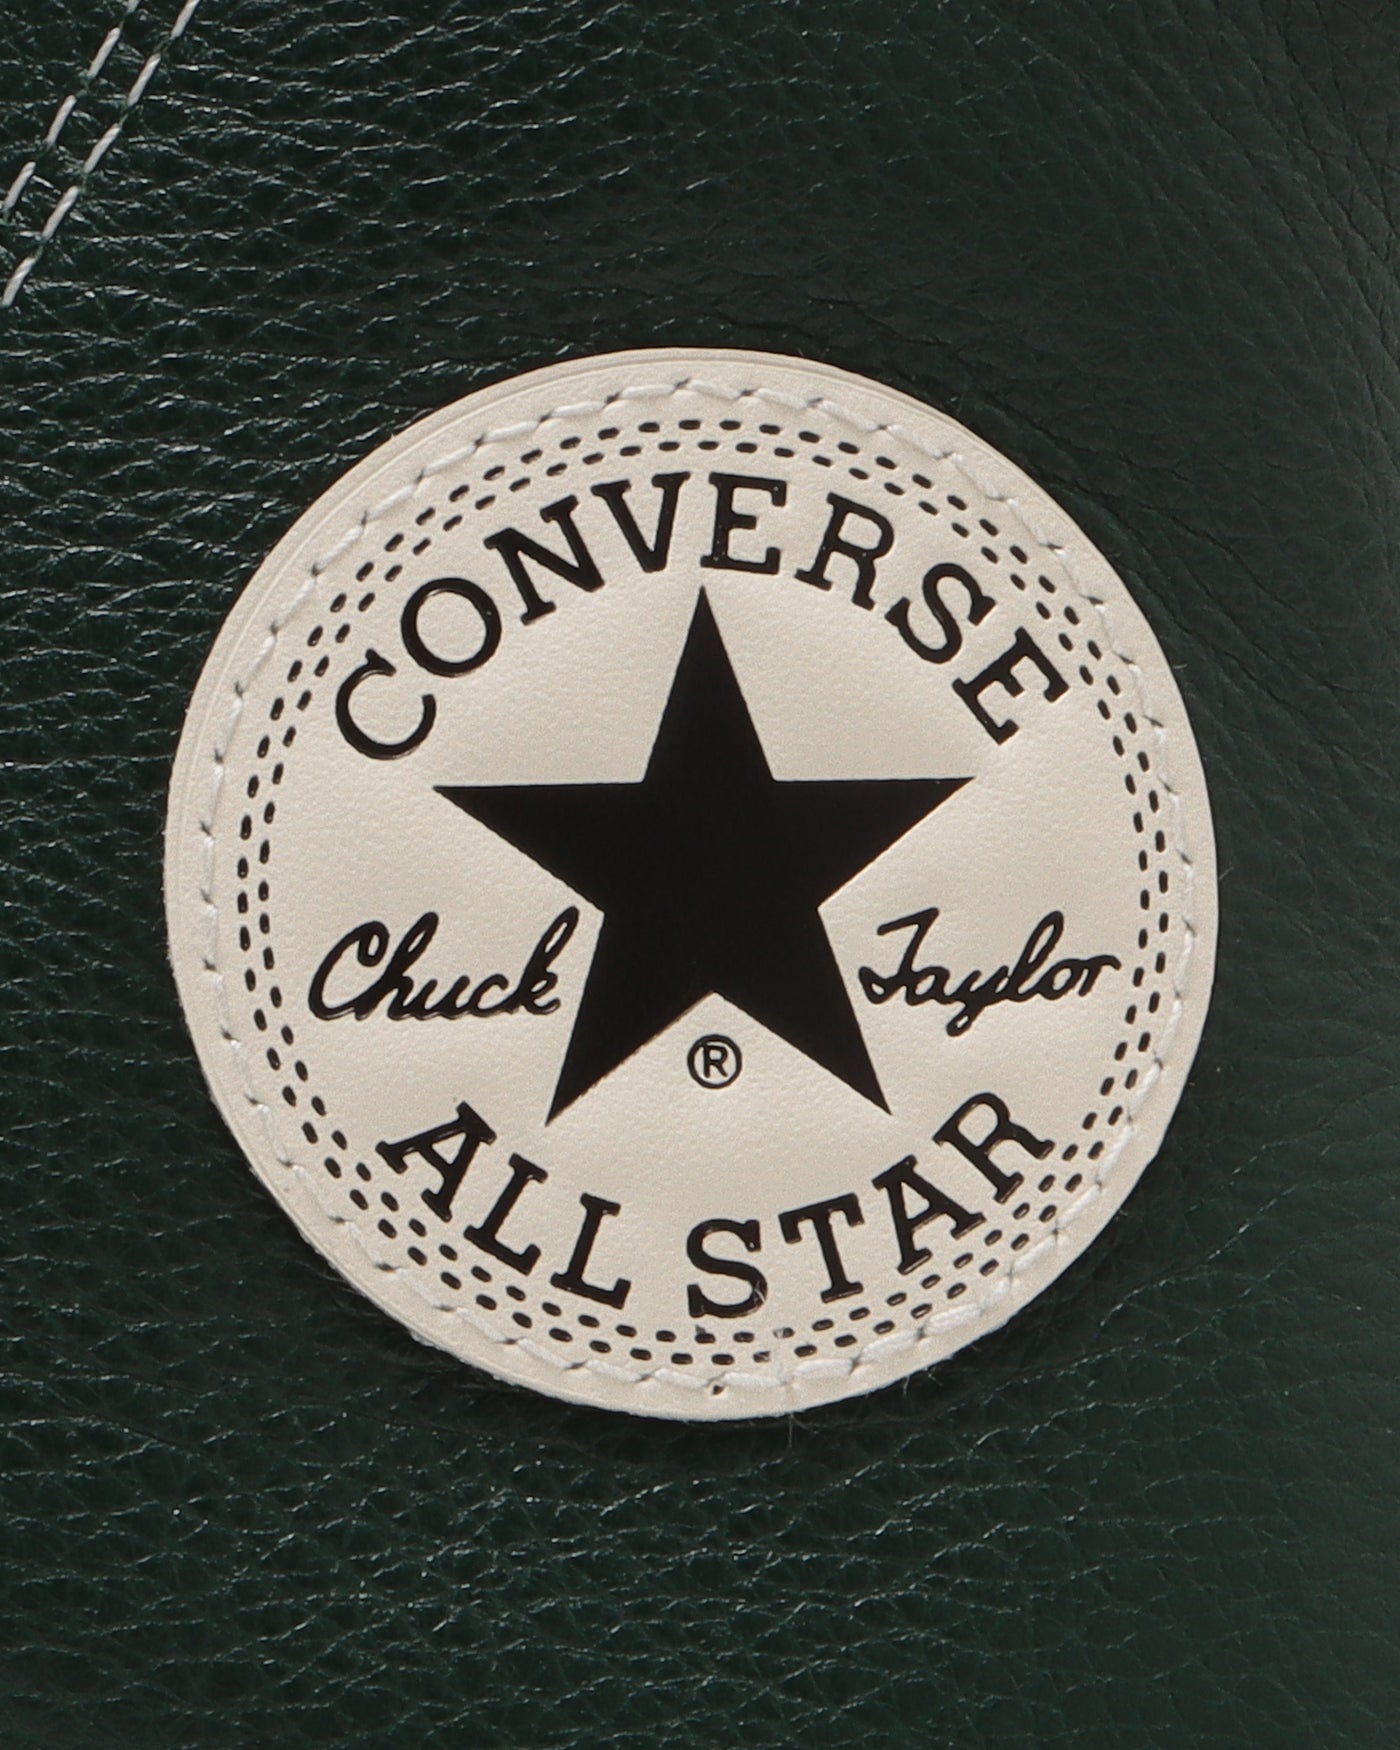 CONVERSE
Chuck Taylor
®
ALL STAR